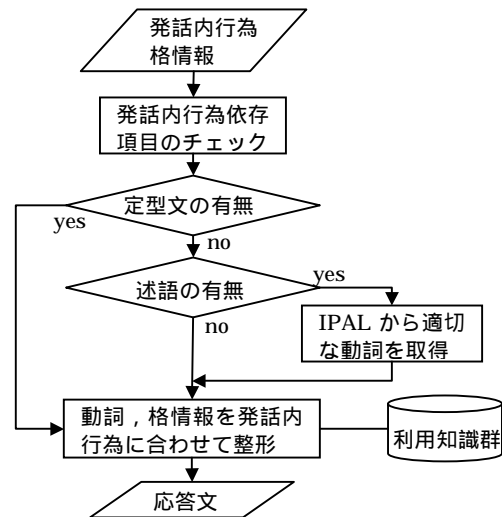 発話内行為
格情報
発話内行為依存
項目のチェック
定型文の有無
yes
no
述語の有無
yes
no
IPAL から適切
な動詞を取得
動詞，格情報を発話内
行為に合わせて整形
利用知識群
応答文